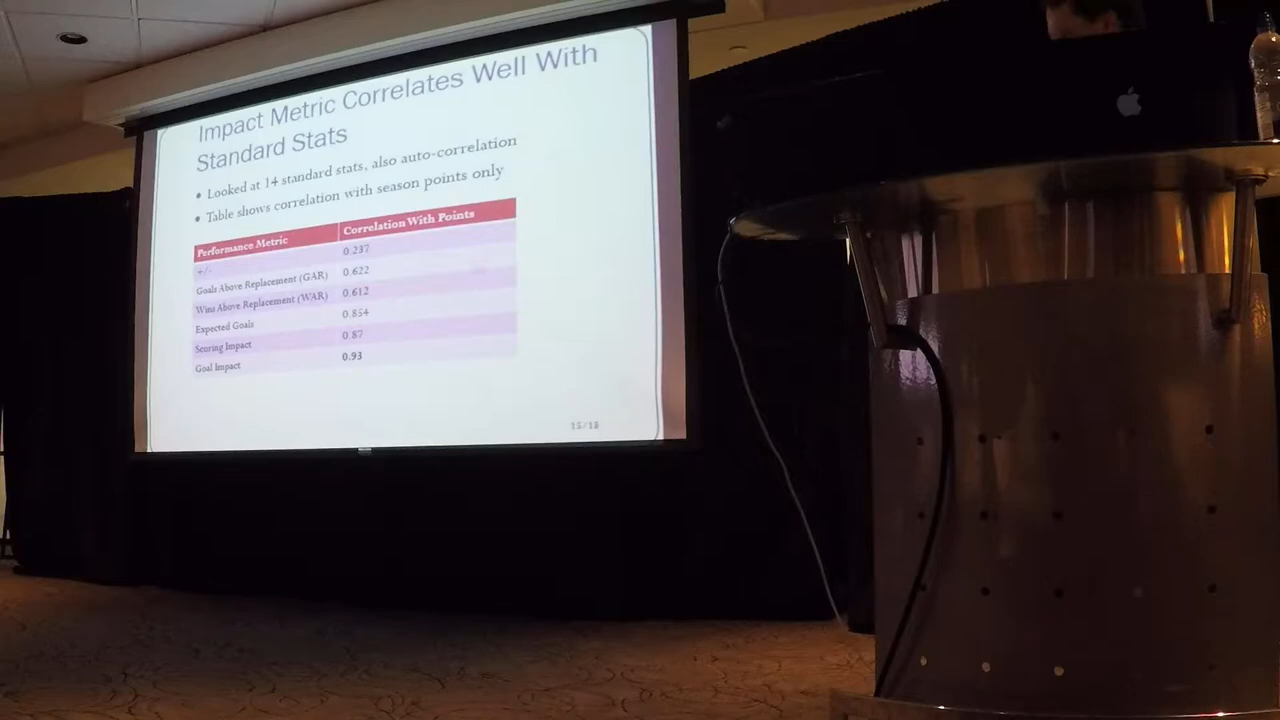 Impact Metric Correlates Well With
Standard Stats
• Looked at 14 standard stats, also auto-correlation
• Table shows correlation with season points only
Performance Metric Correlation With Points
+/- 0.237
Goals Above Replacement (GAR) 0.622
Wins Above Replacement (WAR) 0.612
Expected Goals 0.854
Scoring Impact 0.87
Goal Impact 0.93
15/18